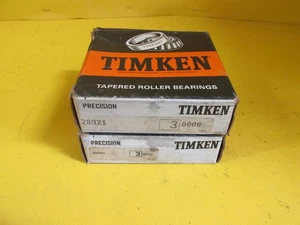 TIMKEN
TAPERED ROLLER BEARINGS
PRECISION TIMKEN
28921 3 0000
PRECISION TIMKEN
3